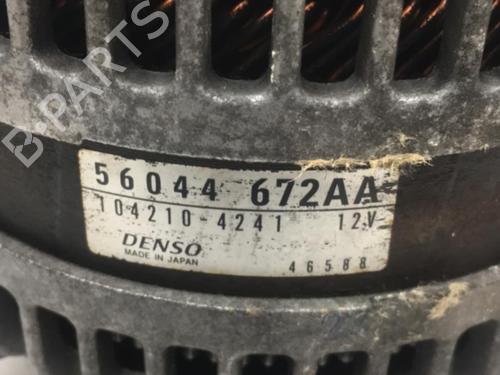 56044 672AA
104210-4241 12V
DENSO
MADE IN JAPAN
46588
B-PARTS